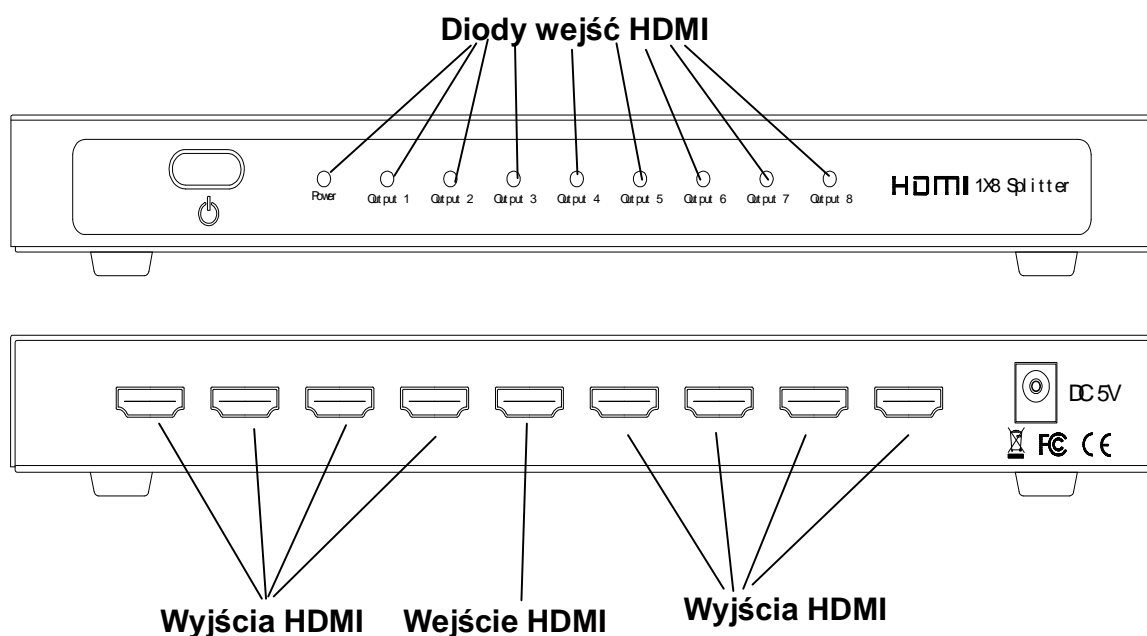 Diody wejść HDMI
Power Output 1 Output 2 Output 3 Output 4 Output 5 Output 6 Output 7 Output 8
HDMI 1X8 Splitter
DC 5V
FC CE
Wyjścia HDMI Wejście HDMI Wyjścia HDMI